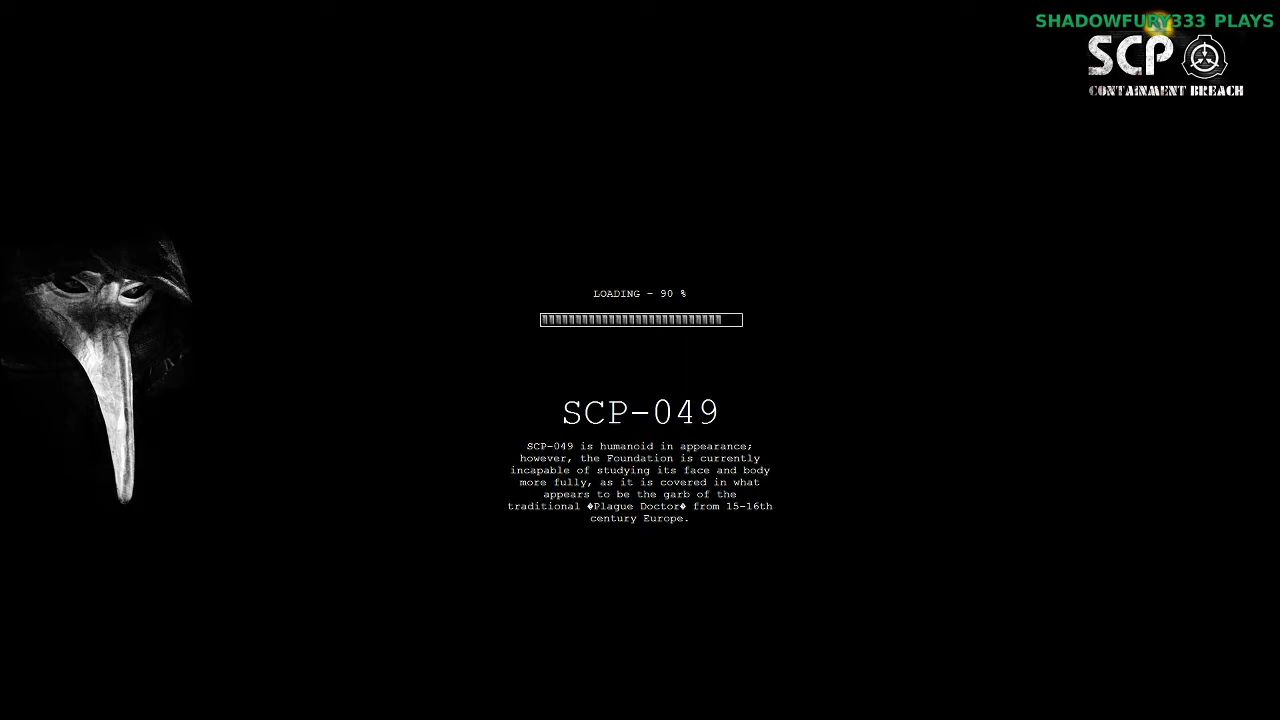 SHADOWFURY333 PLAYS
SCP
CONTAINMENT BREACH
LOADING - 90 %
SCP-049
SCP-049 is humanoid in appearance;
however, the Foundation is currently
incapable of studying its face and body
more fully, as it is covered in what
appears to be the garb of the
traditional �Plague Doctor� from 15-16th
century Europe.